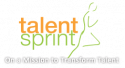 talent
sprint
On a Mission to Transform Talent